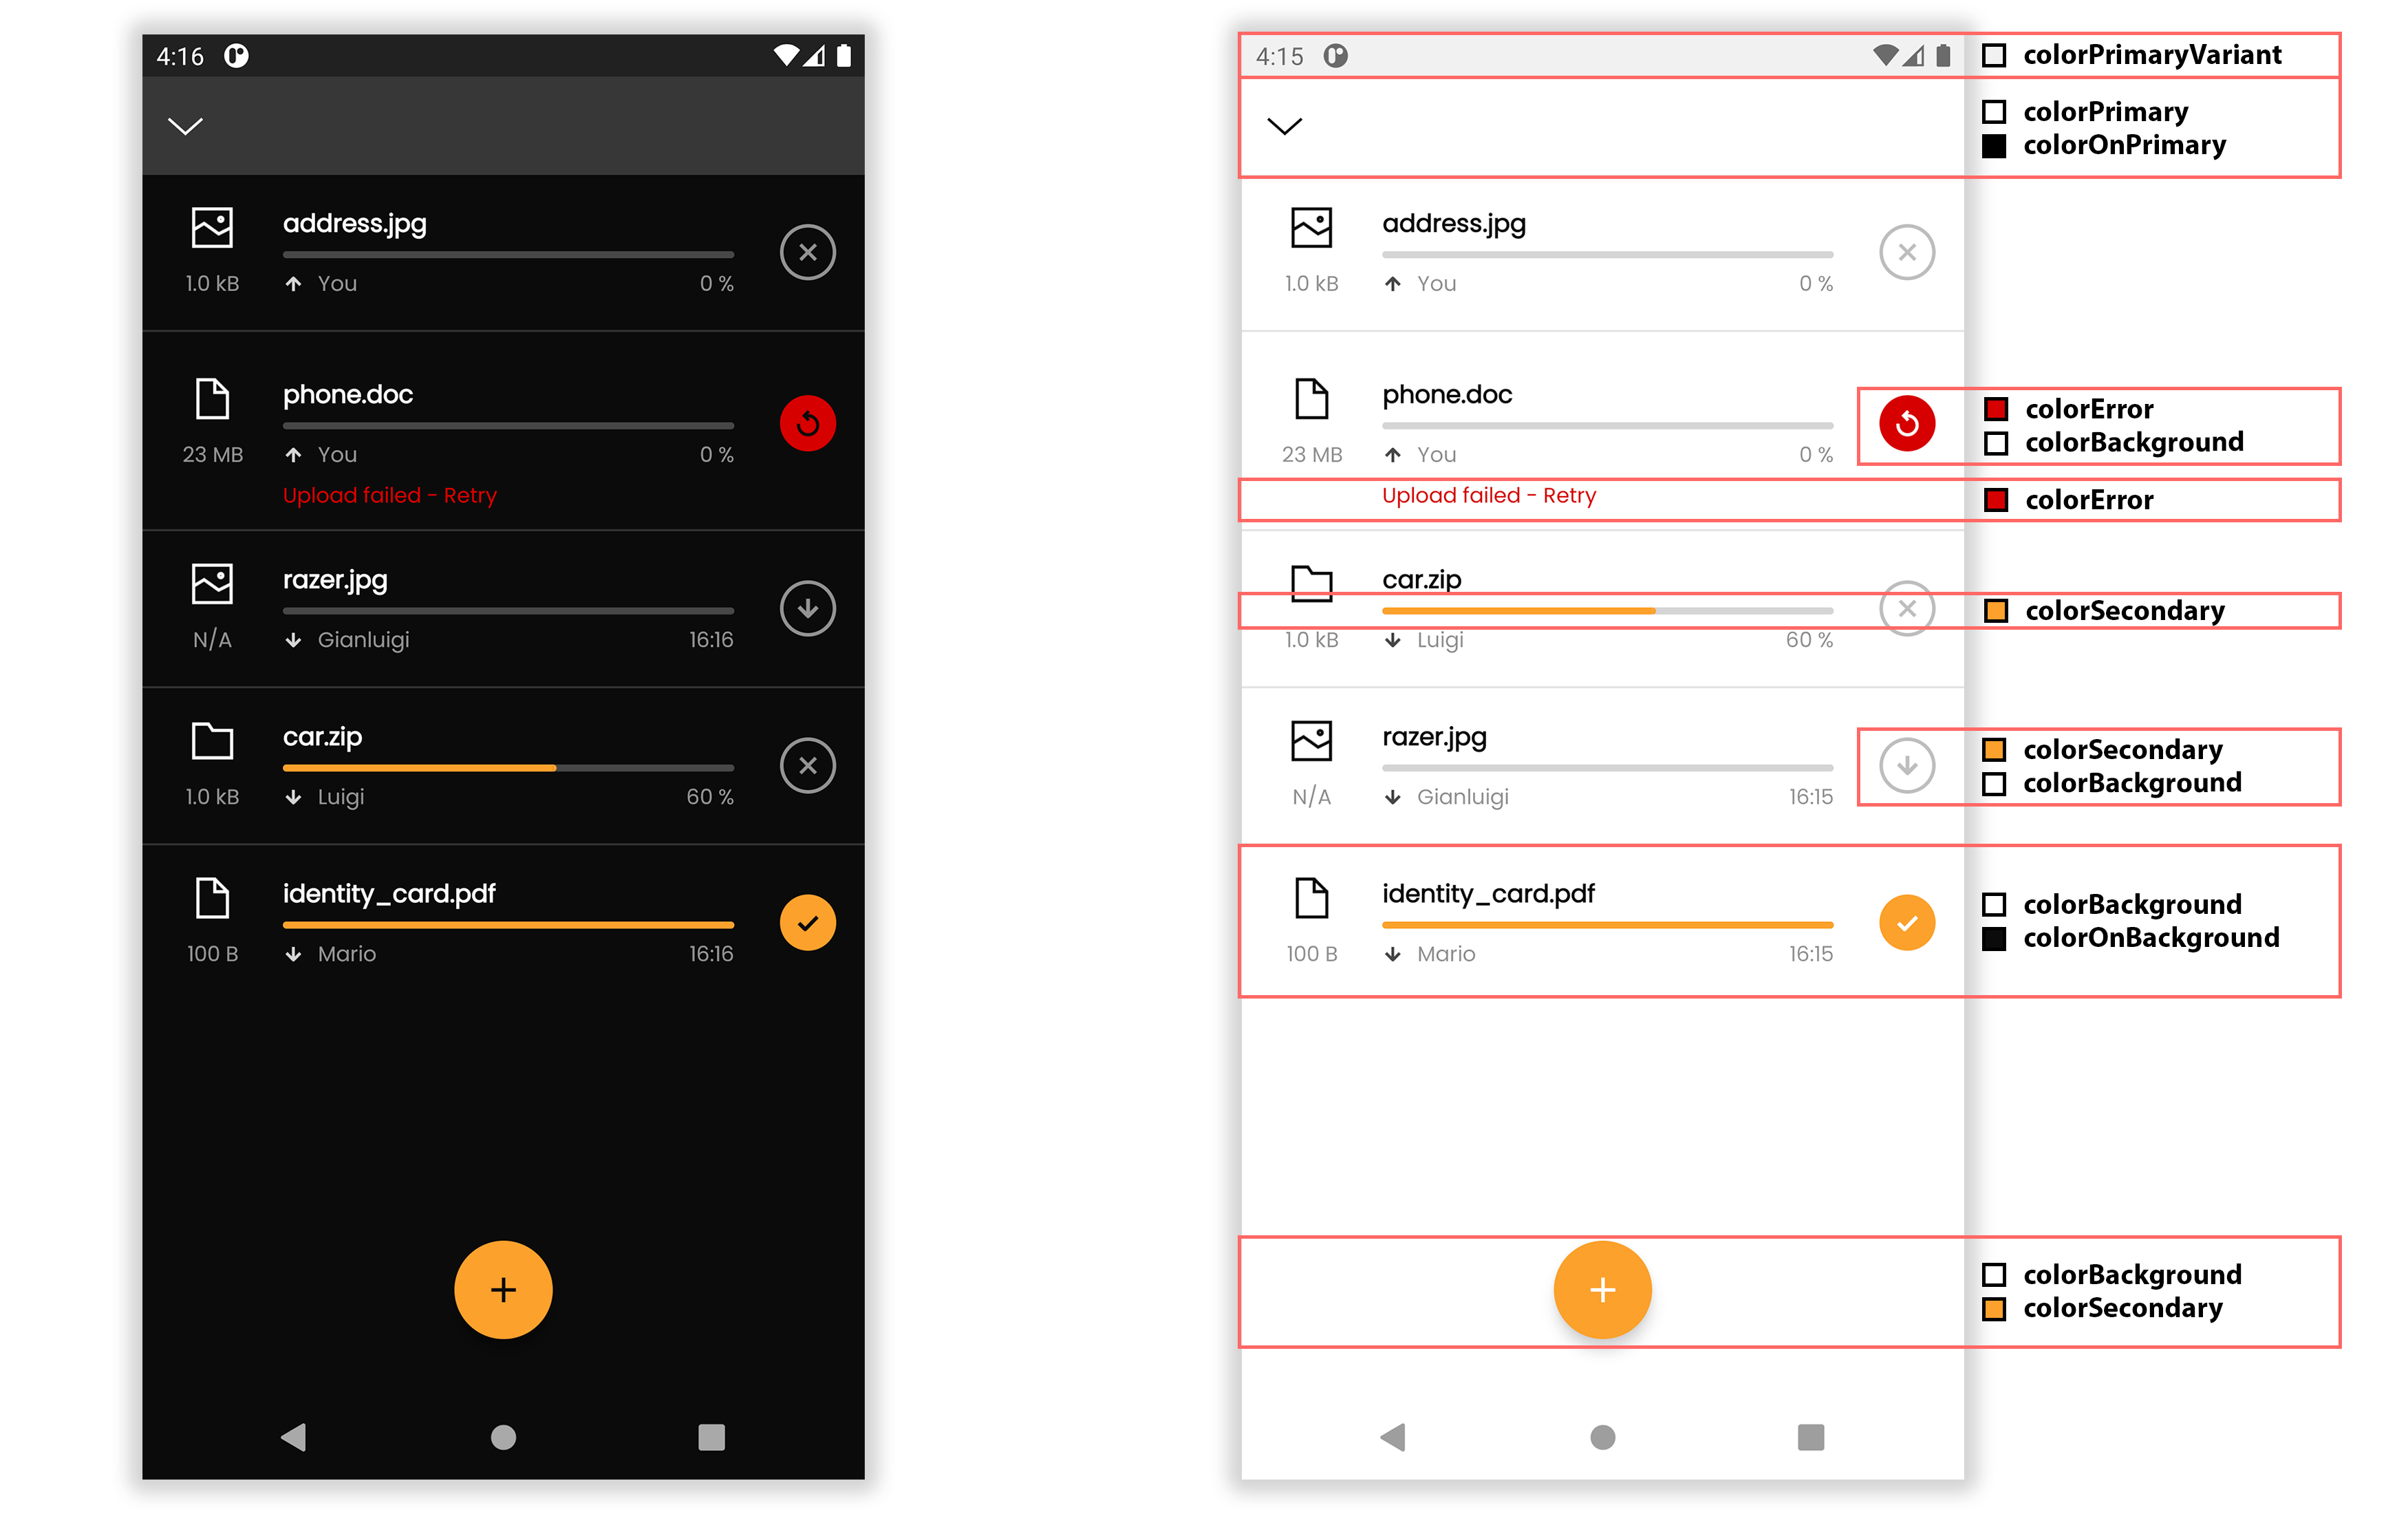 4:16
address.jpg
1.0 kB
You
0 %
phone.doc
23 MB
You
0 %
Upload failed - Retry
razer.jpg
N/A
Gianluigi
16:16
car.zip
1.0 kB
Luigi
60 %
identity_card.pdf
100 B
Mario
16:16
4:15
colorPrimaryVariant
colorPrimary
colorOnPrimary
address.jpg
1.0 kB
You
0 %
phone.doc
23 MB
You
0 %
colorError
colorBackground
Upload failed - Retry
colorError
car.zip
colorSecondary
1.0 kB
Luigi
60 %
razer.jpg
N/A
Gianluigi
16:15
colorSecondary
colorBackground
identity_card.pdf
100 B
Mario
16:15
colorBackground
colorOnBackground
colorBackground
colorSecondary